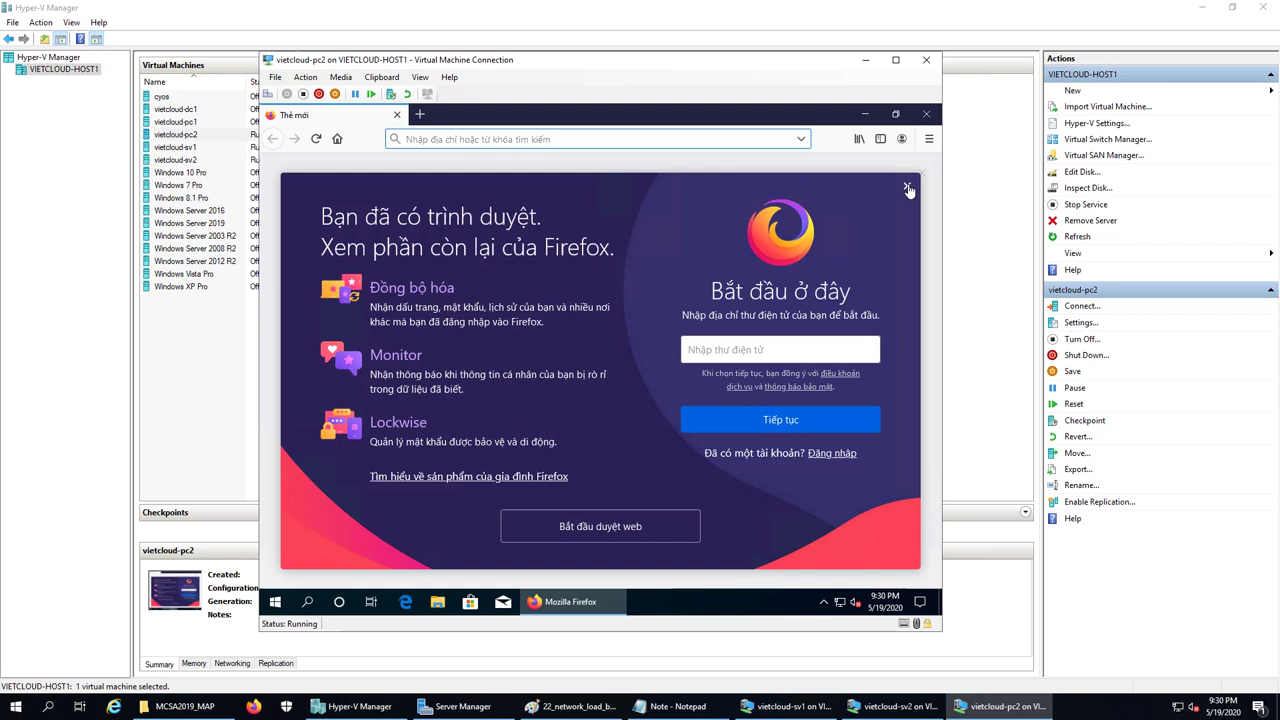 Hyper-V Manager
File Action View Help
Hyper-V Manager
VIETCLOUD-HOST1
Virtual Machines
Name
cyos
vietcloud-dc1
vietcloud-pc1
vietcloud-pc2
vietcloud-sv1
vietcloud-sv2
Windows 10 Pro
Windows 7 Pro
Windows 8.1 Pro
Windows Server 2016
Windows Server 2019
Windows Server 2003 R2
Windows Server 2008 R2
Windows Server 2012 R2
Windows Vista Pro
Windows XP Pro
Checkpoints
vietcloud-pc2
Created:
Configuration
Generation:
Notes:
Summary Memory Networking Replication
vietcloud-pc2 on VIETCLOUD-HOST1 - Virtual Machine Connection
File Action Media Clipboard View Help
Thẻ mới
Nhập địa chỉ hoặc từ khóa tìm kiếm
Bạn đã có trình duyệt.
Xem phần còn lại của Firefox.
Đồng bộ hóa
Nhận dấu trang, mật khẩu, lịch sử của bạn và nhiều nơi
khác mà bạn đã đăng nhập vào Firefox.
Monitor
Nhận thông báo khi thông tin cá nhân của bạn bị rò rỉ
trong dữ liệu đã biết.
Lockwise
Quản lý mật khẩu được bảo vệ và di động.
Tìm hiểu về sản phẩm của gia đình Firefox
Bắt đầu ở đây
Nhập địa chỉ thư điện tử của bạn để bắt đầu.
Nhập thư điện tử
Khi chọn tiếp tục, bạn đồng ý với điều khoản
dịch vụ và thông báo bảo mật.
Tiếp tục
Đã có một tài khoản? Đăng nhập
Bắt đầu duyệt web
Mozilla Firefox
9:30 PM
5/19/2020
Status: Running
Actions
VIETCLOUD-HOST1
New
Import Virtual Machine...
Hyper-V Settings...
Virtual Switch Manager...
Virtual SAN Manager...
Edit Disk...
Inspect Disk...
Stop Service
Remove Server
Refresh
View
Help
vietcloud-pc2
Connect...
Settings...
Turn Off...
Shut Down...
Save
Pause
Reset
Checkpoint
Revert...
Move...
Export...
Rename...
Enable Replication...
Help
VIETCLOUD-HOST1: 1 virtual machine selected.
MCSA2019_MAP
Hyper-V Manager
Server Manager
22_network_load_b...
Note - Notepad
vietcloud-sv1 on VI...
vietcloud-sv2 on VI...
vietcloud-pc2 on VI...
9:30 PM
5/19/2020